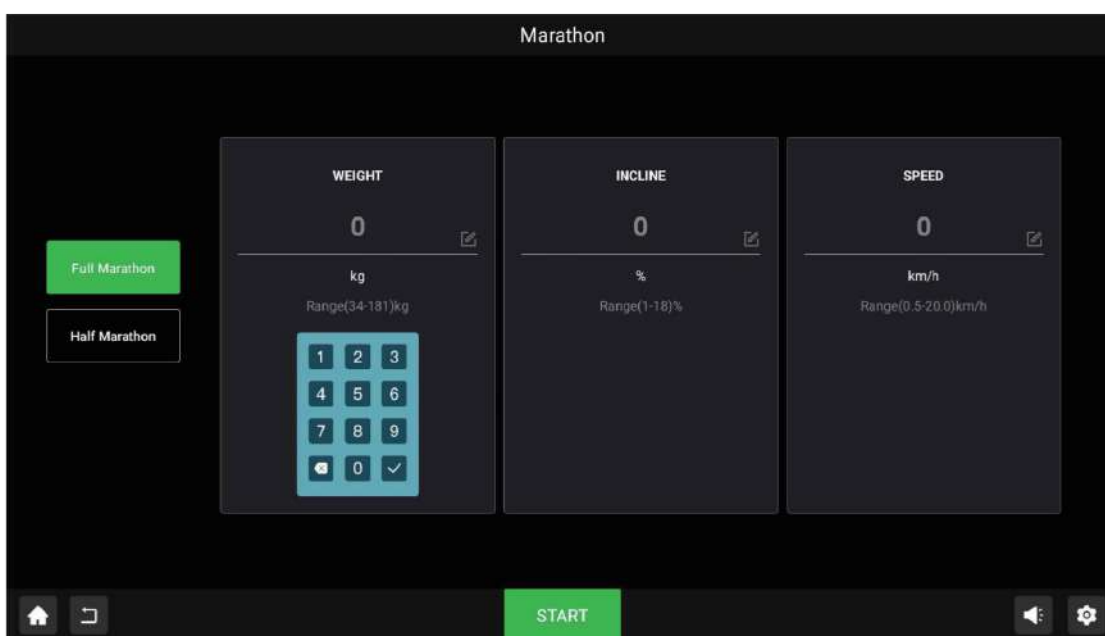 Marathon
Full Marathon
Half Marathon
WEIGHT
0
kg
Range(34-181)kg
1 2 3
4 5 6
7 8 9
0
INCLINE
0
%
Range(1-18)%
SPEED
0
km/h
Range(0.5-20.0)km/h
START